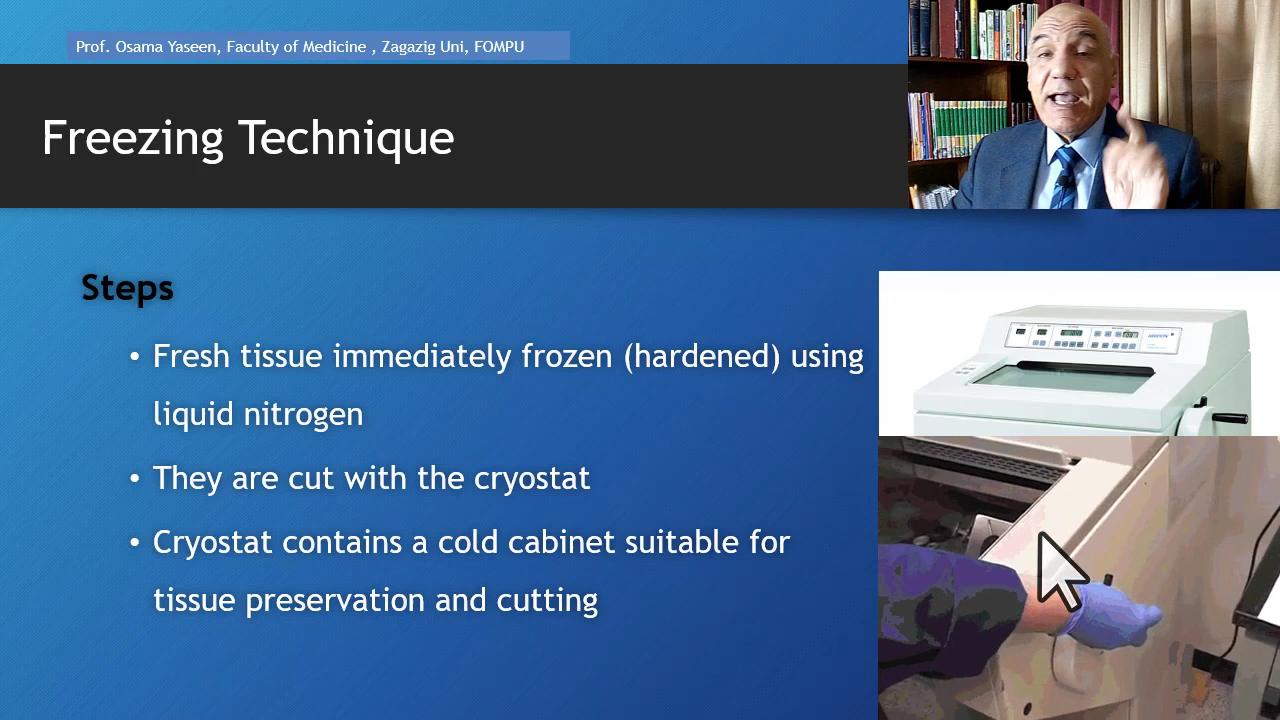 Prof. Osama Yaseen, Faculty of Medicine , Zagazig Uni, FOMPU
Freezing Technique
Steps
• Fresh tissue immediately frozen (hardened) using
liquid nitrogen
• They are cut with the cryostat
• Cryostat contains a cold cabinet suitable for
tissue preservation and cutting